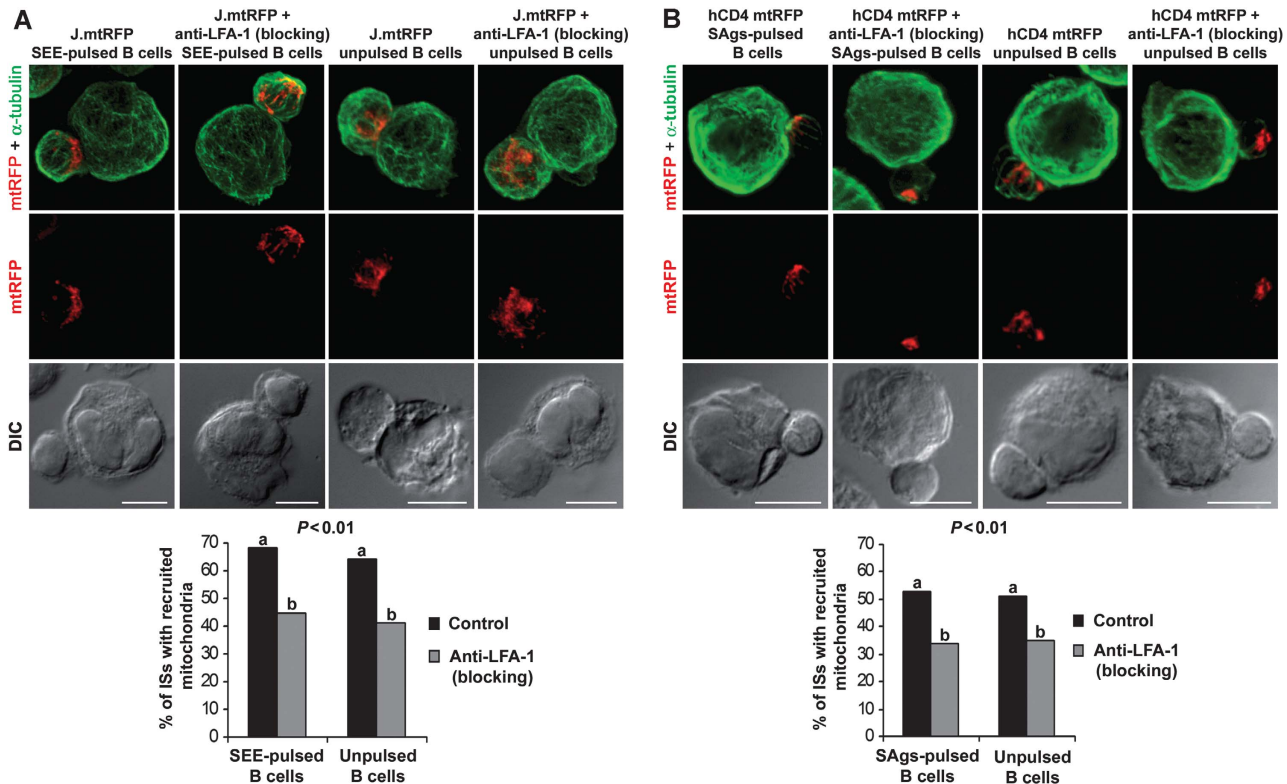 A
J.mtRFP
SEE-pulsed B cells
J.mtRFP +
anti-LFA-1 (blocking)
SEE-pulsed B cells
J.mtRFP
unpulsed B cells
J.mtRFP +
anti-LFA-1 (blocking)
unpulsed B cells
mtRFP + α-tubulin
mtRFP
DIC
P < 0.01
% of ISs with recruited
mitochondria
70
60
50
40
30
20
10
0
a
b
a
b
SEE-pulsed
B cells
Unpulsed
B cells
Control
Anti-LFA-1
(blocking)
B
hCD4 mtRFP
SAgs-pulsed
B cells
hCD4 mtRFP +
anti-LFA-1 (blocking)
SAgs-pulsed B cells
hCD4 mtRFP
unpulsed B cells
hCD4 mtRFP +
anti-LFA-1 (blocking)
unpulsed B cells
mtRFP + α-tubulin
mtRFP
DIC
P < 0.01
% of ISs with recruited
mitochondria
70
60
50
40
30
20
10
0
a
b
a
b
SAgs-pulsed
B cells
Unpulsed
B cells
Control
Anti-LFA-1
(blocking)